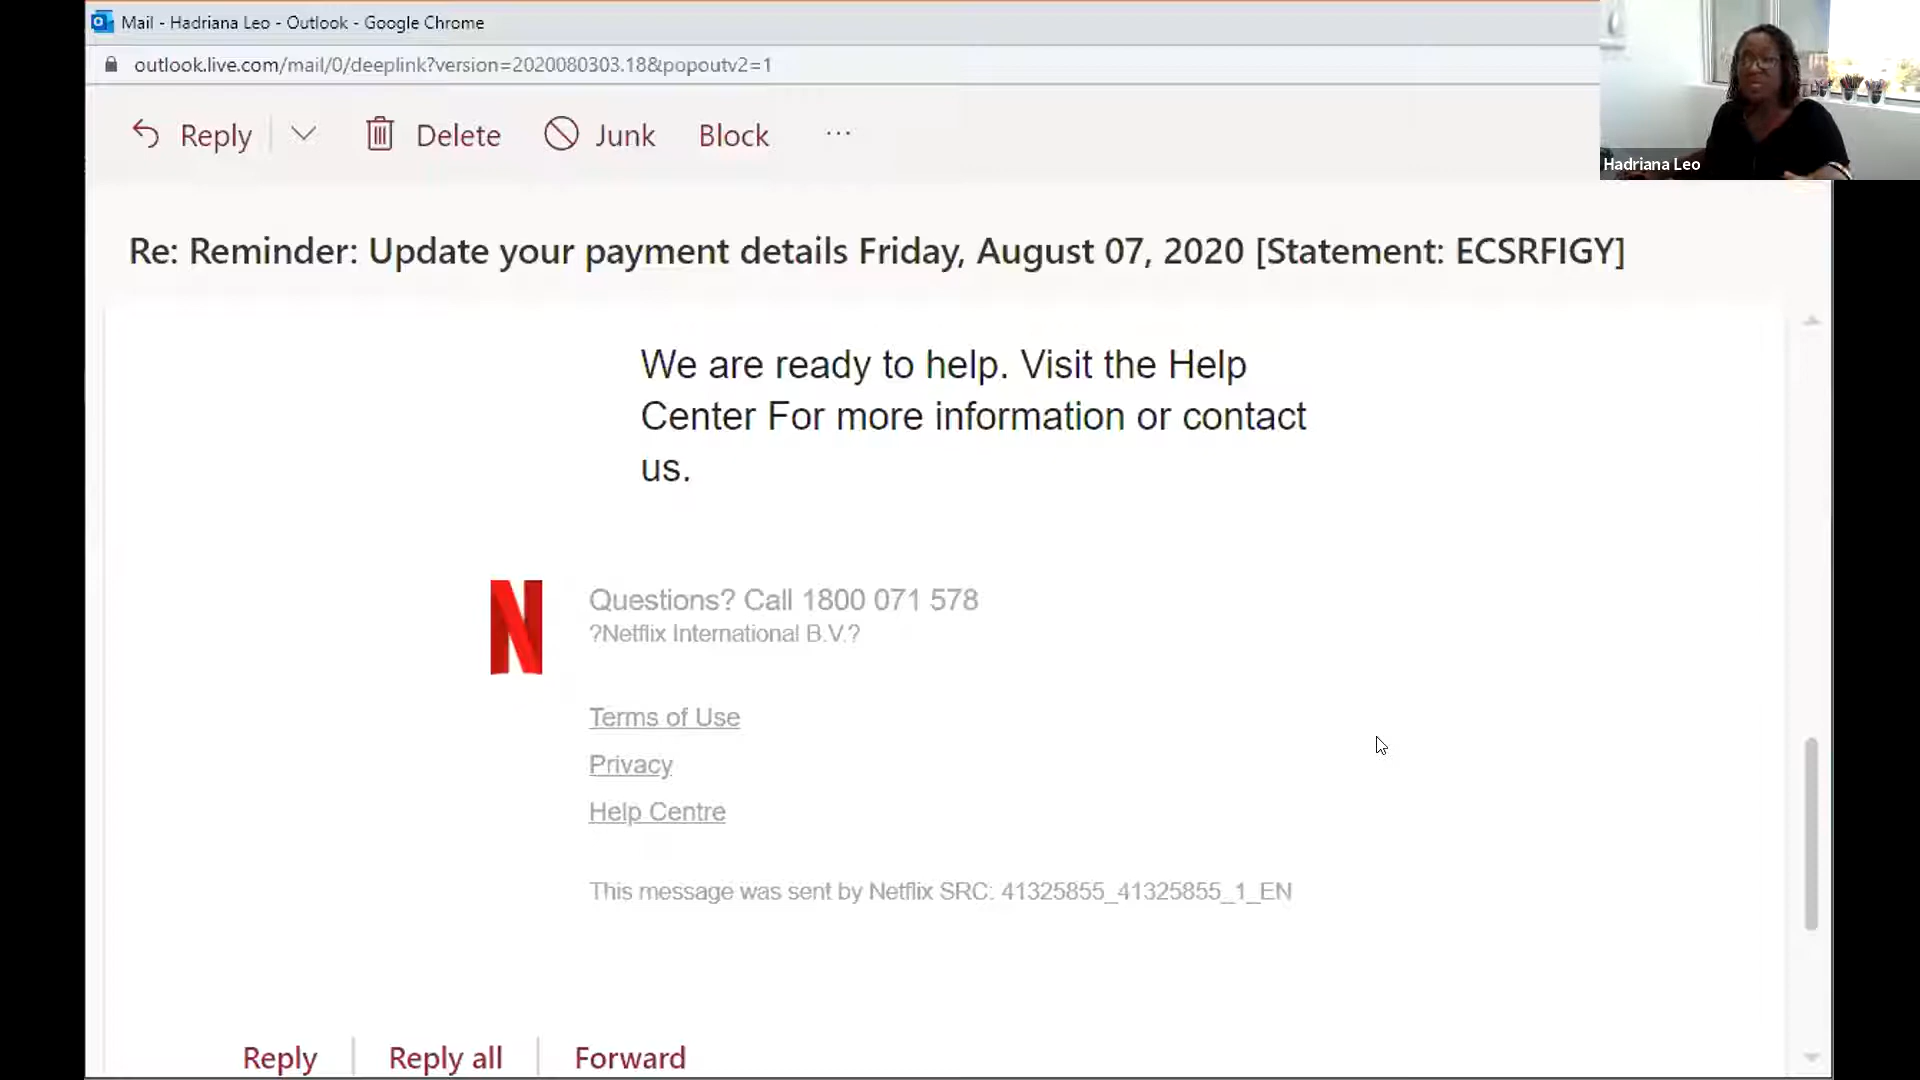 Mail - Hadriana Leo - Outlook - Google Chrome
outlook.live.com/mail/0/deeplink?version=2020080303.18&popoutv2=1
Reply Delete Junk Block ...
Hadriana Leo
Re: Reminder: Update your payment details Friday, August 07, 2020 [Statement: ECSRFIGY]
We are ready to help. Visit the Help
Center For more information or contact
us.
N
Questions? Call 1800 071 578
?Netflix International B.V.?
Terms of Use
Privacy
Help Centre
This message was sent by Netflix SRC: 41325855_41325855_1_EN
Reply Reply all Forward